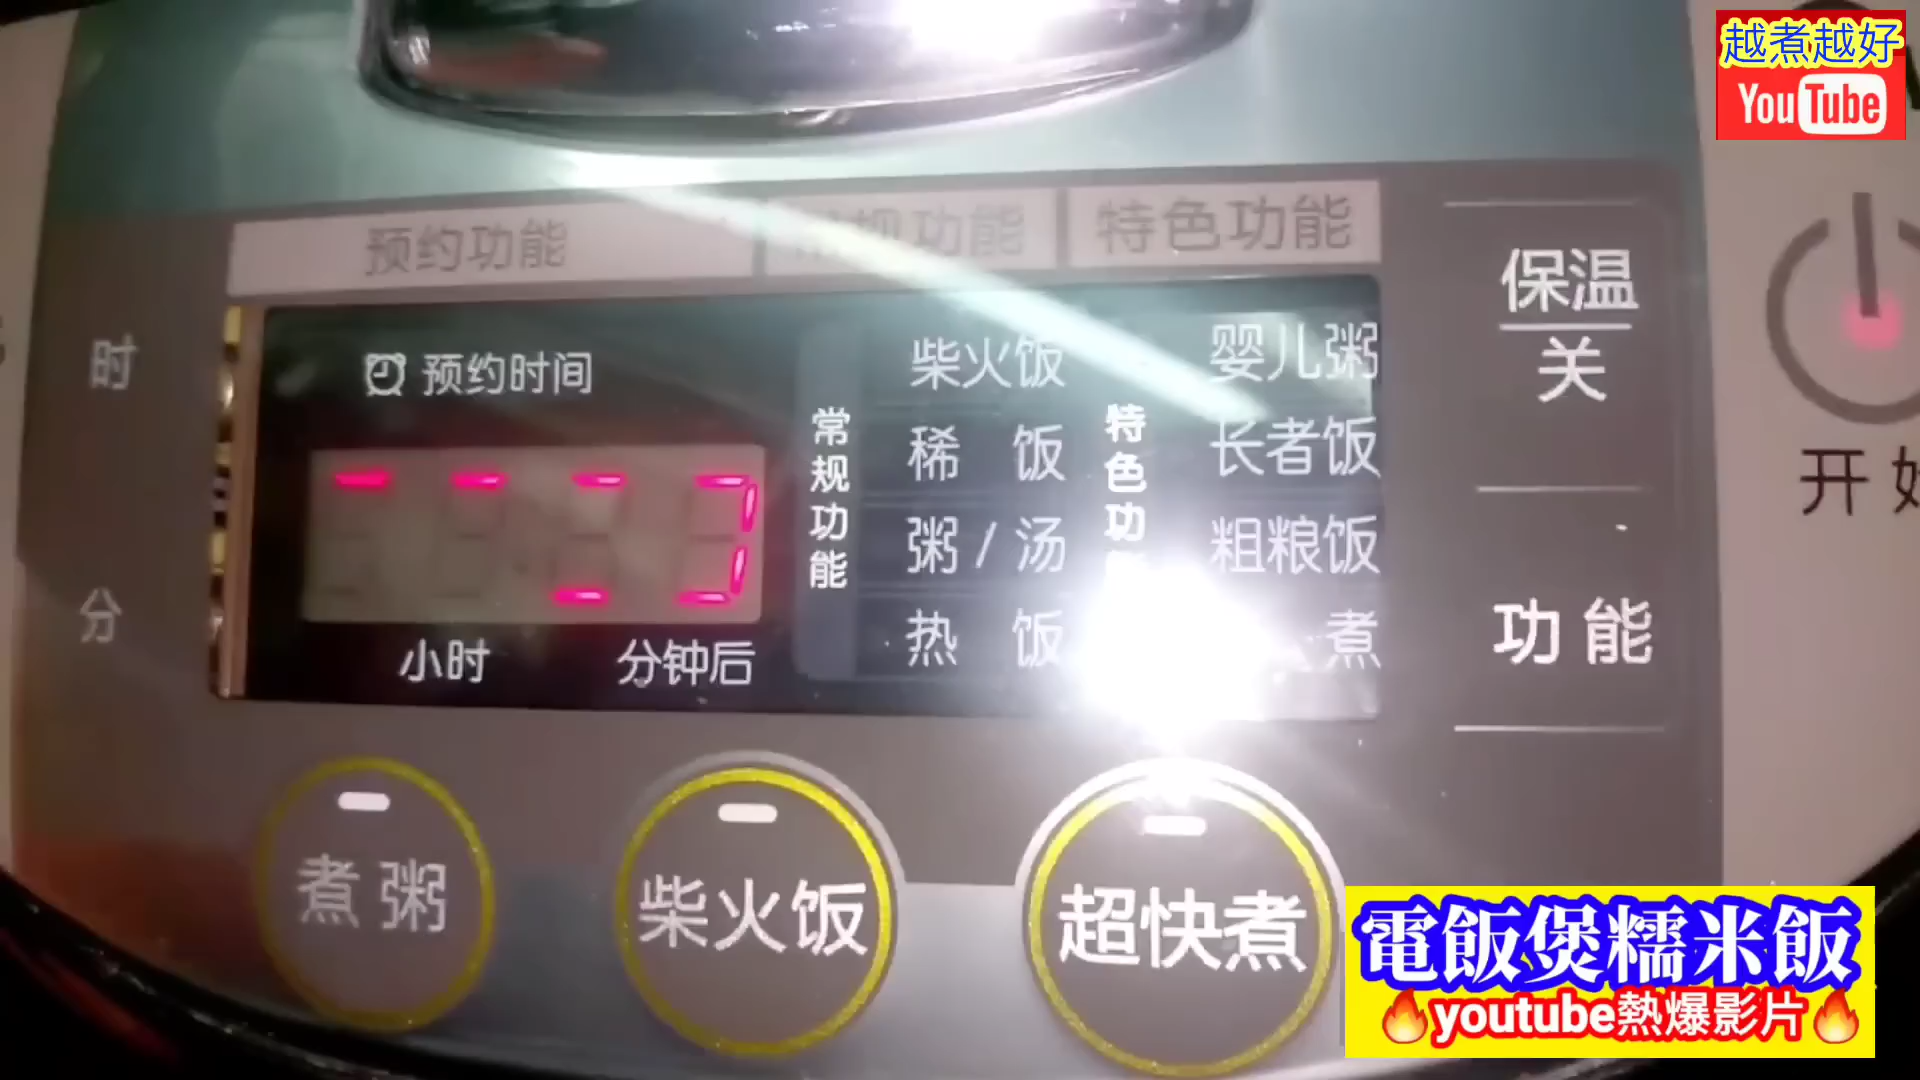 越煮越好
YouTube
预约功能
规功能
特色功能
保温
关
时
预约时间
常规功能
柴火饭
稀饭
粥/汤
热饭
特色功
婴儿粥
长者饭
粗粮饭
煮
开始
分
小时
分钟后
功能
煮粥
柴火饭
超快煮
電飯煲糯米飯
🔥youtube熱爆影片🔥